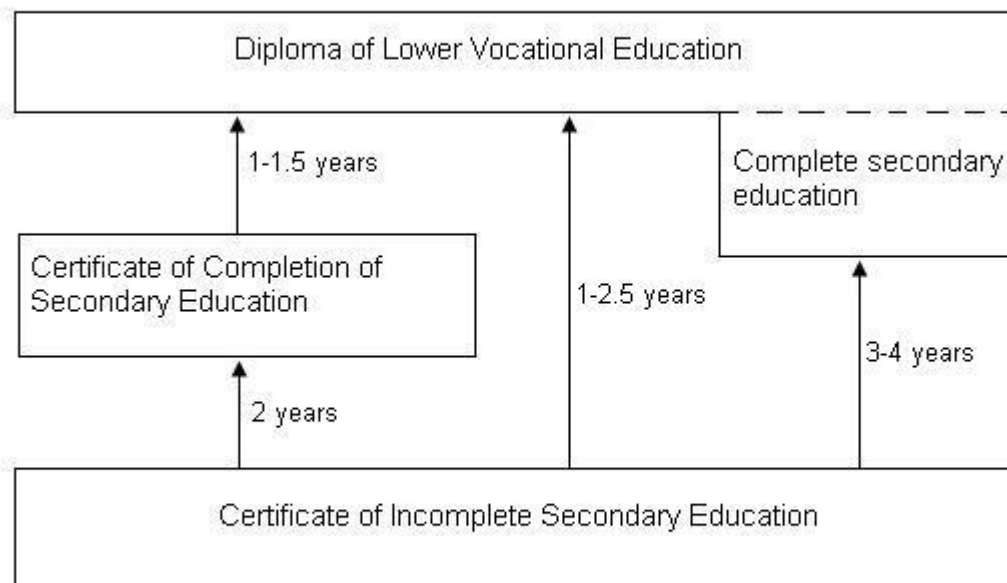 Diploma of Lower Vocational Education
1-1.5 years
Complete secondary
education
Certificate of Completion of
Secondary Education
1-2.5 years
3-4 years
2 years
Certificate of Incomplete Secondary Education